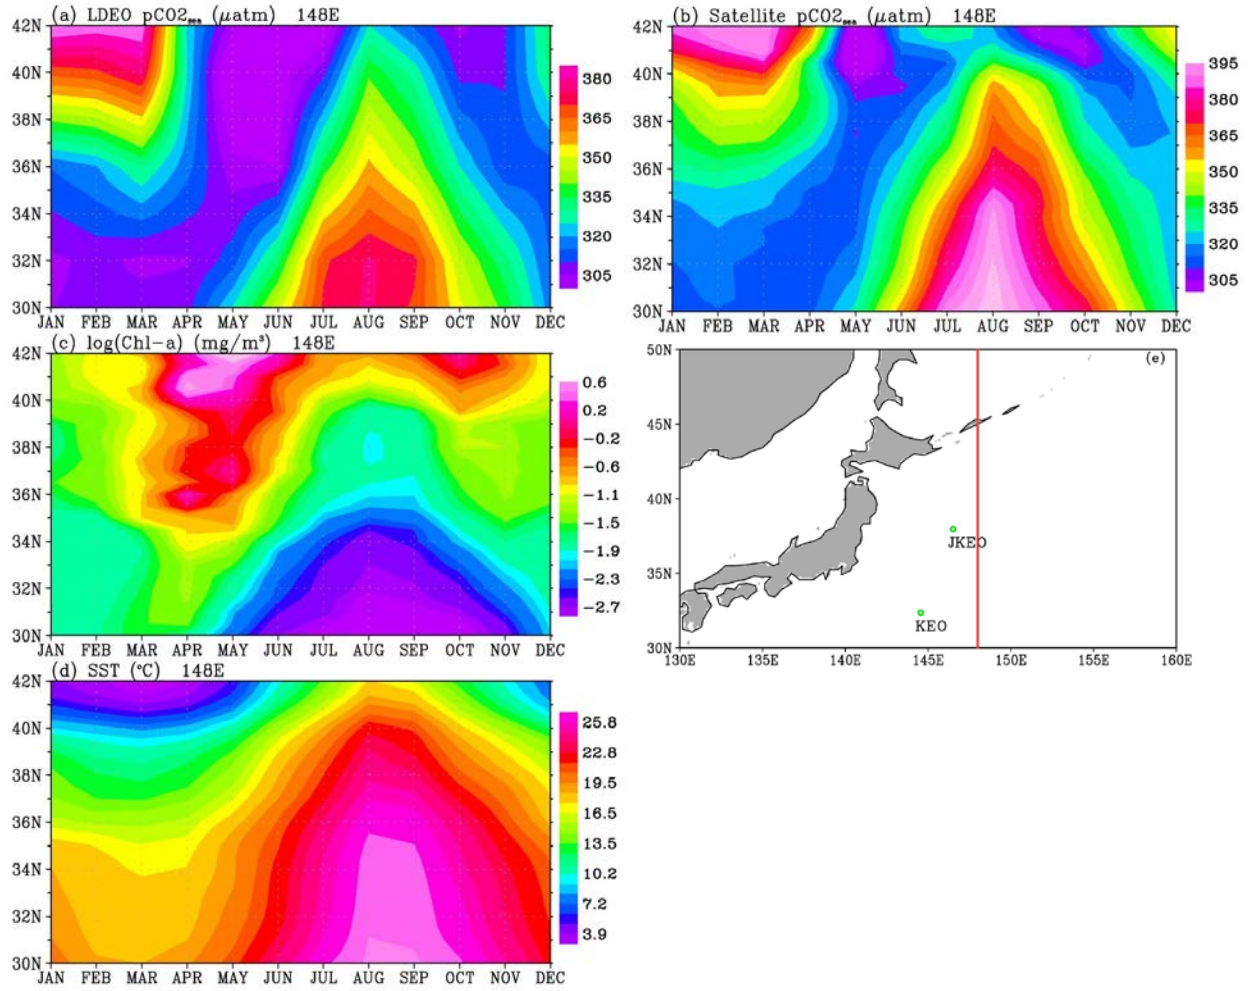 (a) LDEO pCO2sea (μatm) 148E
42N
40N
38N
36N
34N
32N
30N
JAN FEB MAR APR MAY JUN JUL AUG SEP OCT NOV DEC
380
365
350
335
320
305
(b) Satellite pCO2sea (μatm) 148E
42N
40N
38N
36N
34N
32N
30N
JAN FEB MAR APR MAY JUN JUL AUG SEP OCT NOV DEC
395
380
365
350
335
320
305
(c) log(Chl-a) (mg/m³) 148E
42N
40N
38N
36N
34N
32N
30N
JAN FEB MAR APR MAY JUN JUL AUG SEP OCT NOV DEC
0.6
0.2
-0.2
-0.6
-1.1
-1.5
-1.9
-2.3
-2.7
(e)
50N
45N
40N
35N
30N
JKEO
KEO
130E 135E 140E 145E 150E 155E 160E
(d) SST (°C) 148E
42N
40N
38N
36N
34N
32N
30N
JAN FEB MAR APR MAY JUN JUL AUG SEP OCT NOV DEC
25.8
22.8
19.5
16.5
13.5
10.2
7.2
3.9